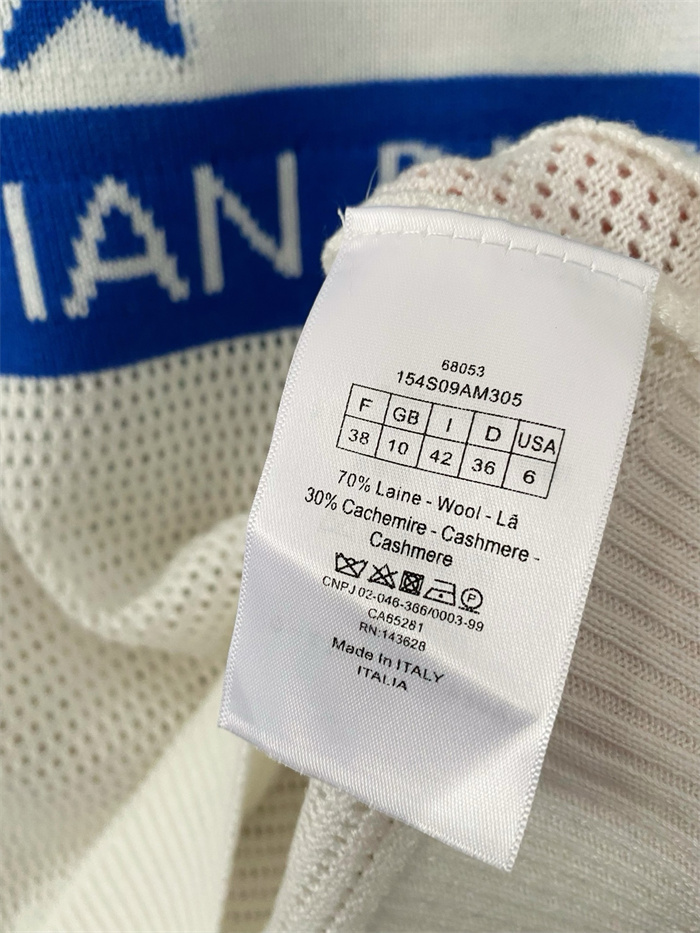 IAN
68053
154S09AM305
F GB I D USA
38 10 42 36 6
70% Laine - Wool - Lã
30% Cachemire - Cashmere -
Cashmere
P
CNPJ 02-046-366/0003-99
CA65281
RN:143628
Made In ITALY
ITALIA